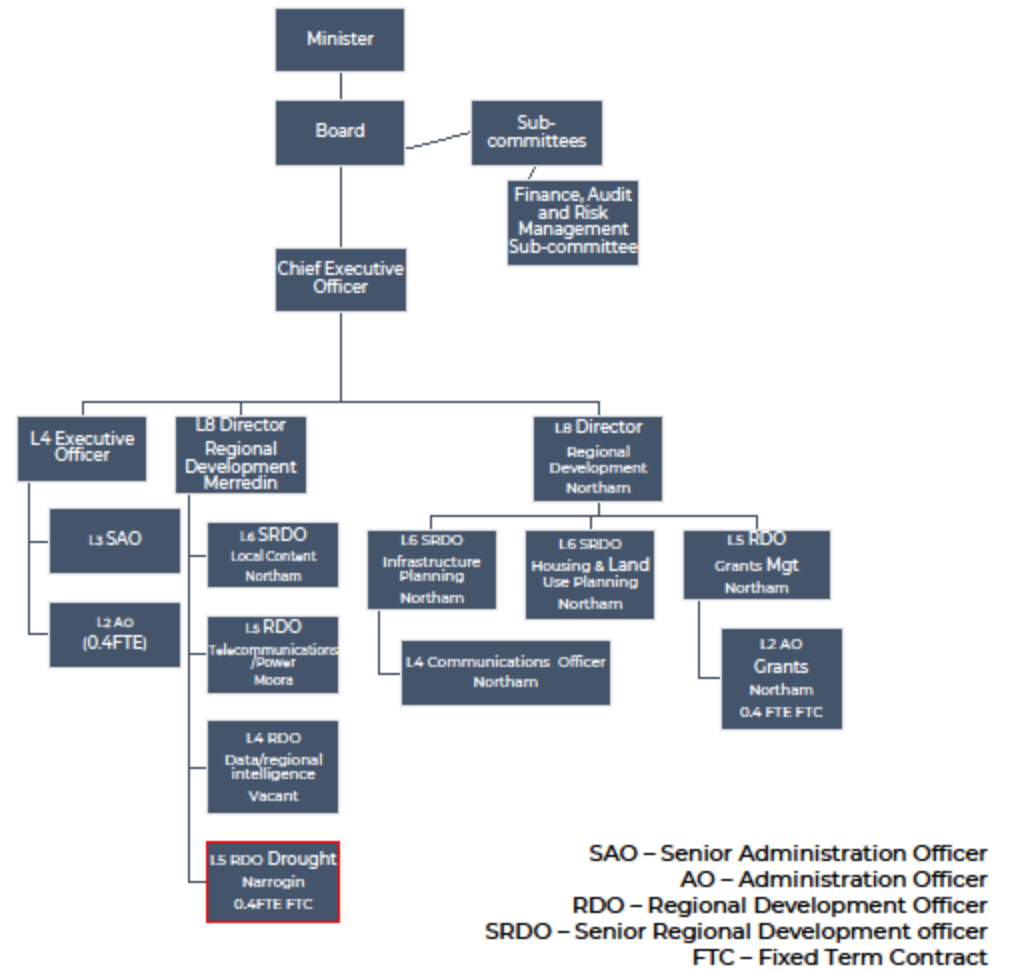 Minister
Board
Sub-
committees
Finance, Audit
and Risk
Management
Sub-committee
Chief Executive
Officer
L4 Executive
Officer
L3 SAO
L2 AO
(0.4FTE)
L8 Director
Regional
Development
Merredin
L6 SRDO
Local Content
Northam
L5 RDO
Telecommunications
/Power
Moora
L4 RDO
Data/regional
intelligence
Vacant
L5 RDO Drought
Narrogin
0.4FTE FTC
L8 Director
Regional
Development
Northam
L6 SRDO
Infrastructure
Planning
Northam
L4 Communications Officer
Northam
L6 SRDO
Housing & Land
Use Planning
Northam
L5 RDO
Grants Mgt
Northam
L2 AO
Grants
Northam
0.4 FTE FTC
SAO – Senior Administration Officer
AO – Administration Officer
RDO – Regional Development Officer
SRDO – Senior Regional Development officer
FTC – Fixed Term Contract